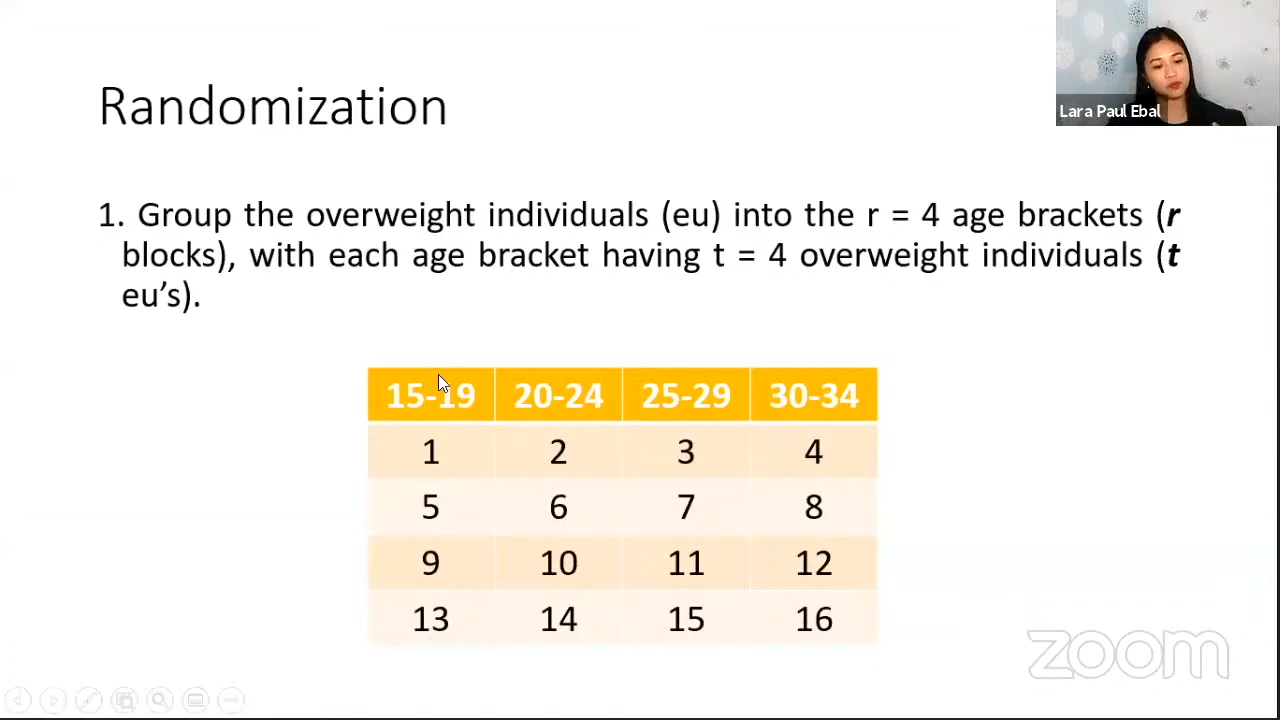 Randomization
Lara Paul Ebal
1. Group the overweight individuals (eu) into the r = 4 age brackets (r
blocks), with each age bracket having t = 4 overweight individuals (t
eu’s).
15-19 20-24 25-29 30-34
1 2 3 4
5 6 7 8
9 10 11 12
13 14 15 16
zoom